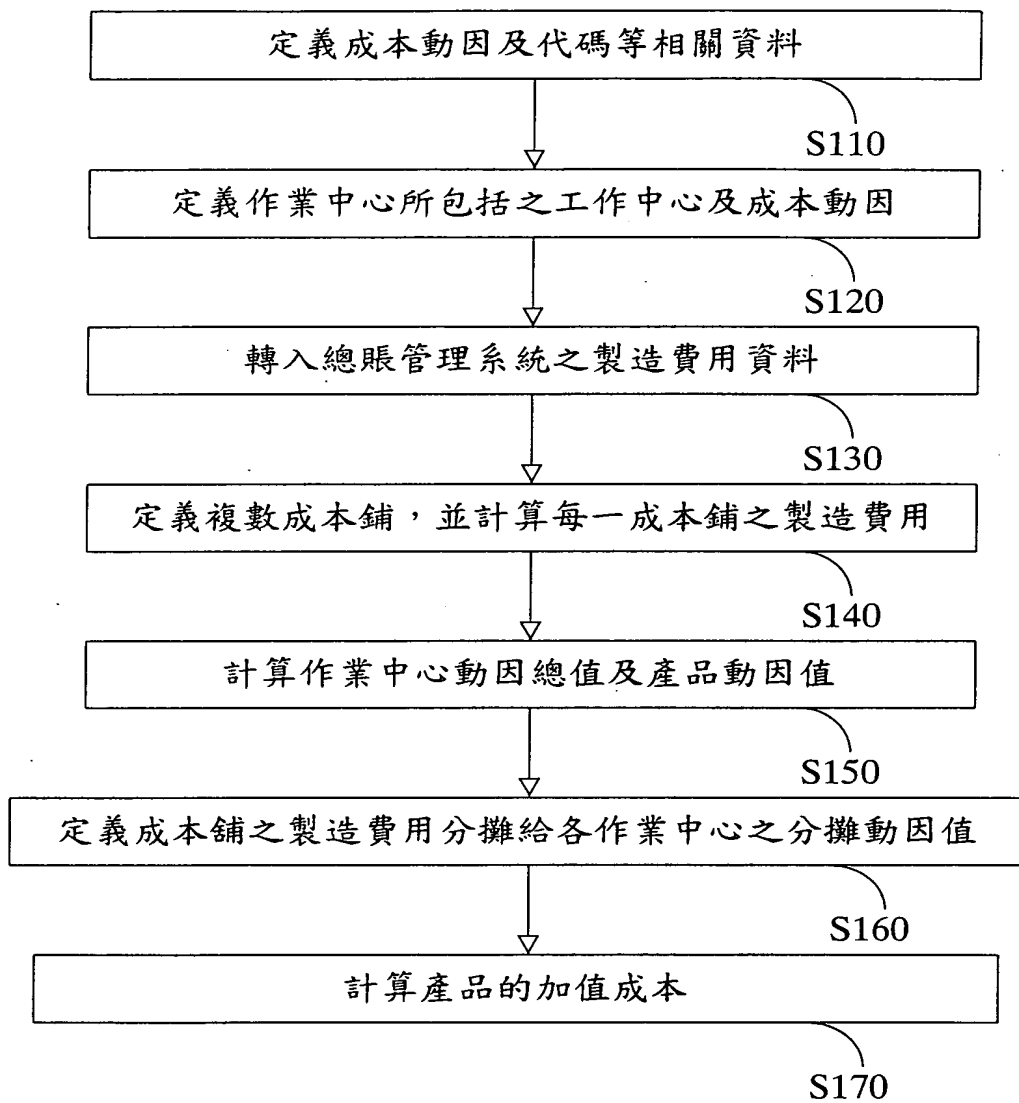 定義成本動因及代碼等相關資料
S110
定義作業中心所包括之工作中心及成本動因
S120
轉入總賬管理系統之製造費用資料
S130
定義複數成本鋪，並計算每一成本鋪之製造費用
S140
計算作業中心動因總值及產品動因值
S150
定義成本舖之製造費用分攤給各作業中心之分攤動因值
S160
計算產品的加值成本
S170